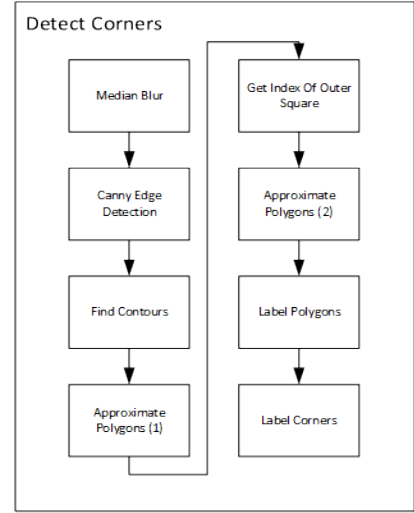 Detect Corners
Median Blur
Canny Edge
Detection
Find Contours
Approximate
Polygons (1)
Get Index Of Outer
Square
Approximate
Polygons (2)
Label Polygons
Label Corners